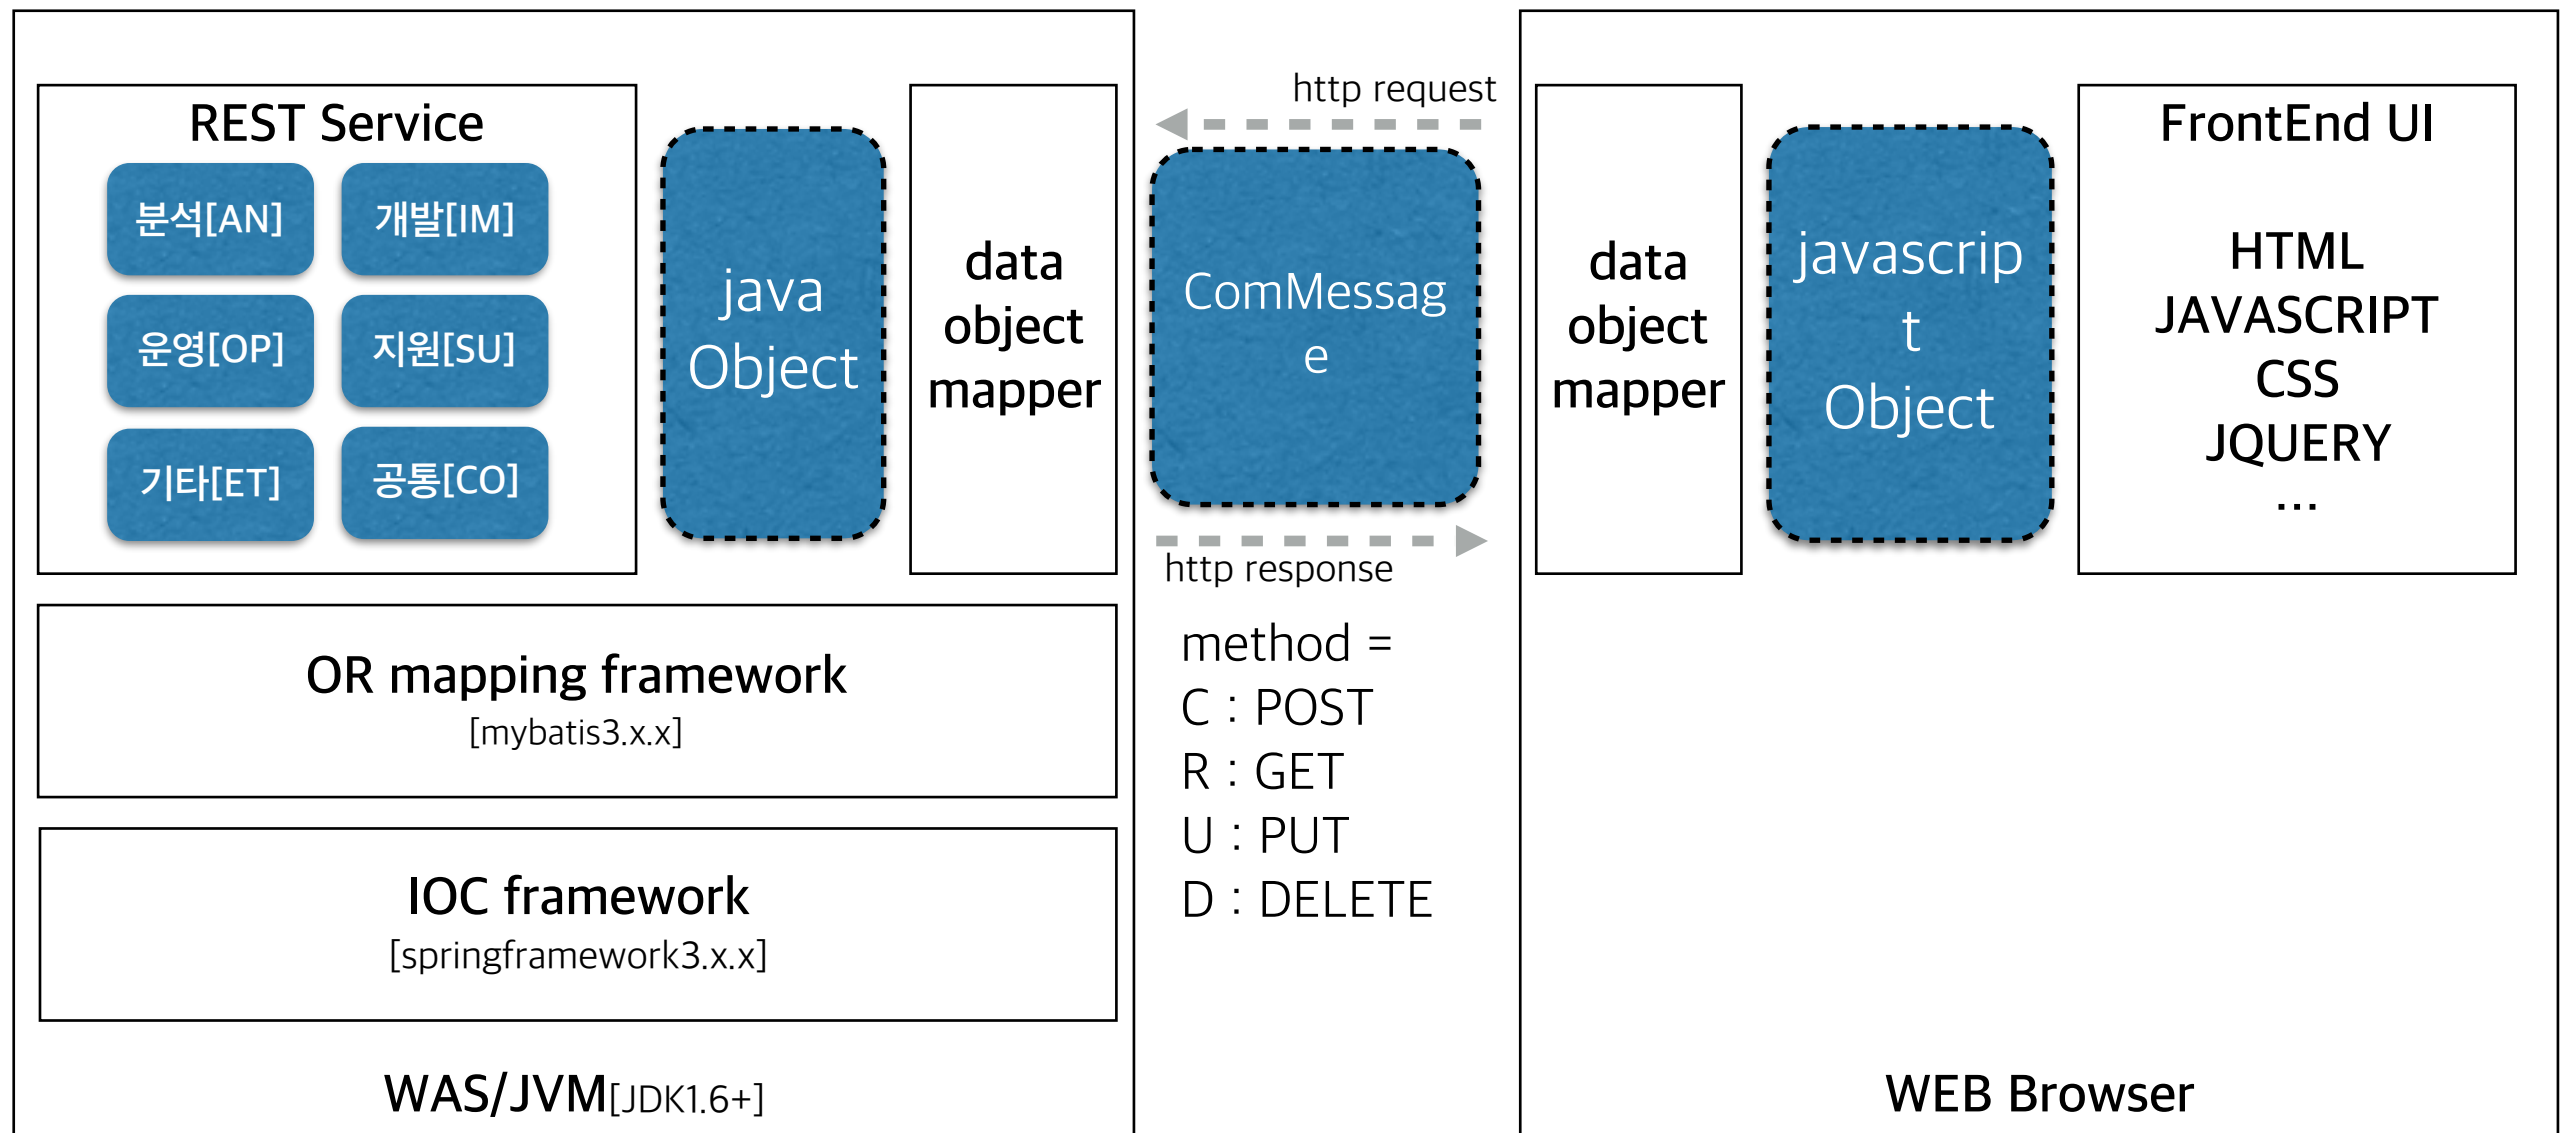 REST Service
분석[AN]
개발[IM]
운영[OP]
지원[SU]
기타[ET]
공통[CO]
java
Object
data
object
mapper
OR mapping framework
[mybatis3.x.x]
IOC framework
[springframework3.x.x]
WAS/JVM[JDK1.6+]
http request
ComMessag
e
http response
method =
C : POST
R : GET
U : PUT
D : DELETE
data
object
mapper
javascrip
t
Object
FrontEnd UI
HTML
JAVASCRIPT
CSS
JQUERY
...
WEB Browser